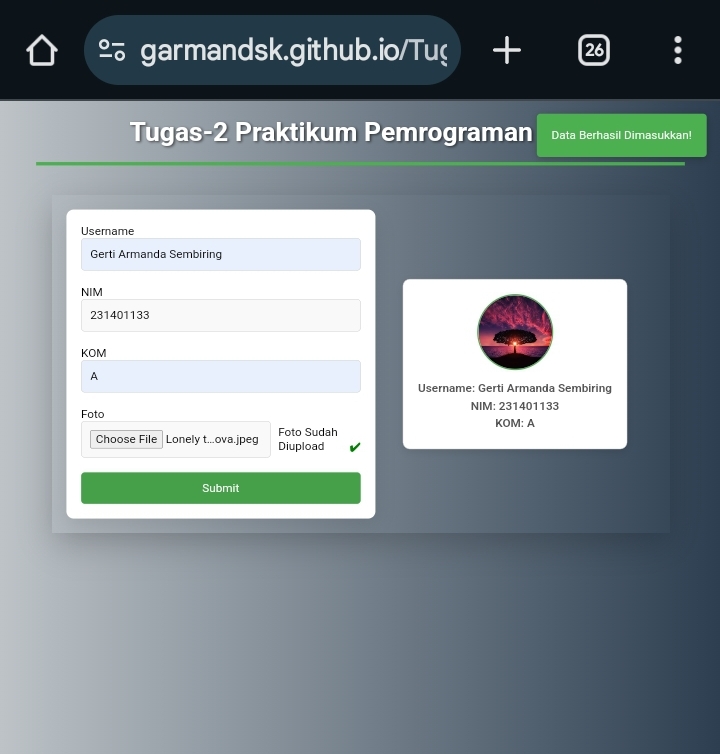 garmandsk.github.io/Tug
26
Tugas-2 Praktikum Pemrograman
Data Berhasil Dimasukkan!
Username
Gerti Armanda Sembiring
NIM
231401133
KOM
A
Foto
Choose File Lonely t...ova.jpeg
Foto Sudah
Diupload ✔
Submit
Username: Gerti Armanda Sembiring
NIM: 231401133
KOM: A